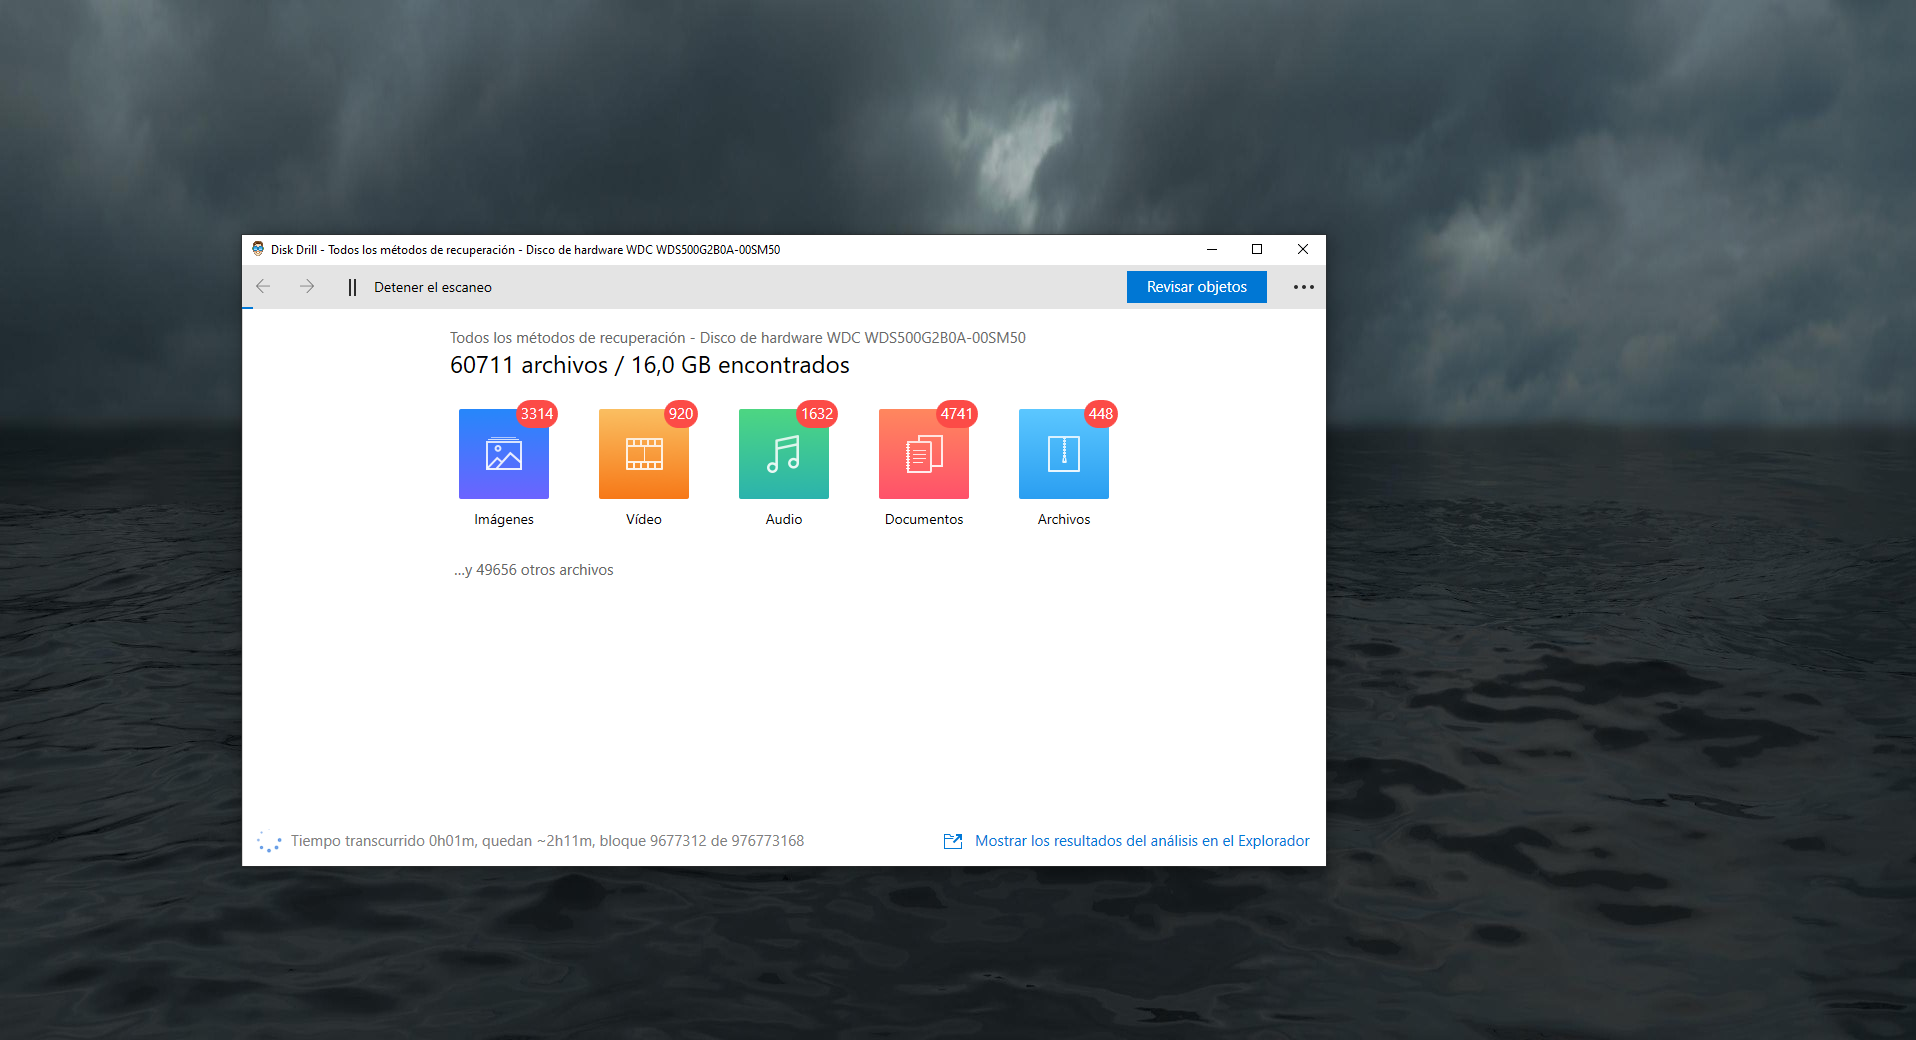 Disk Drill - Todos los métodos de recuperación - Disco de hardware WDC WDS500G2B0A-00SM50
Detener el escaneo
Revisar objetos
Todos los métodos de recuperación - Disco de hardware WDC WDS500G2B0A-00SM50
60711 archivos / 16,0 GB encontrados
3314
920
1632
4741
448
Imágenes
Vídeo
Audio
Documentos
Archivos
...y 49656 otros archivos
Tiempo transcurrido 0h01m, quedan ~2h11m, bloque 9677312 de 976773168
Mostrar los resultados del análisis en el Explorador